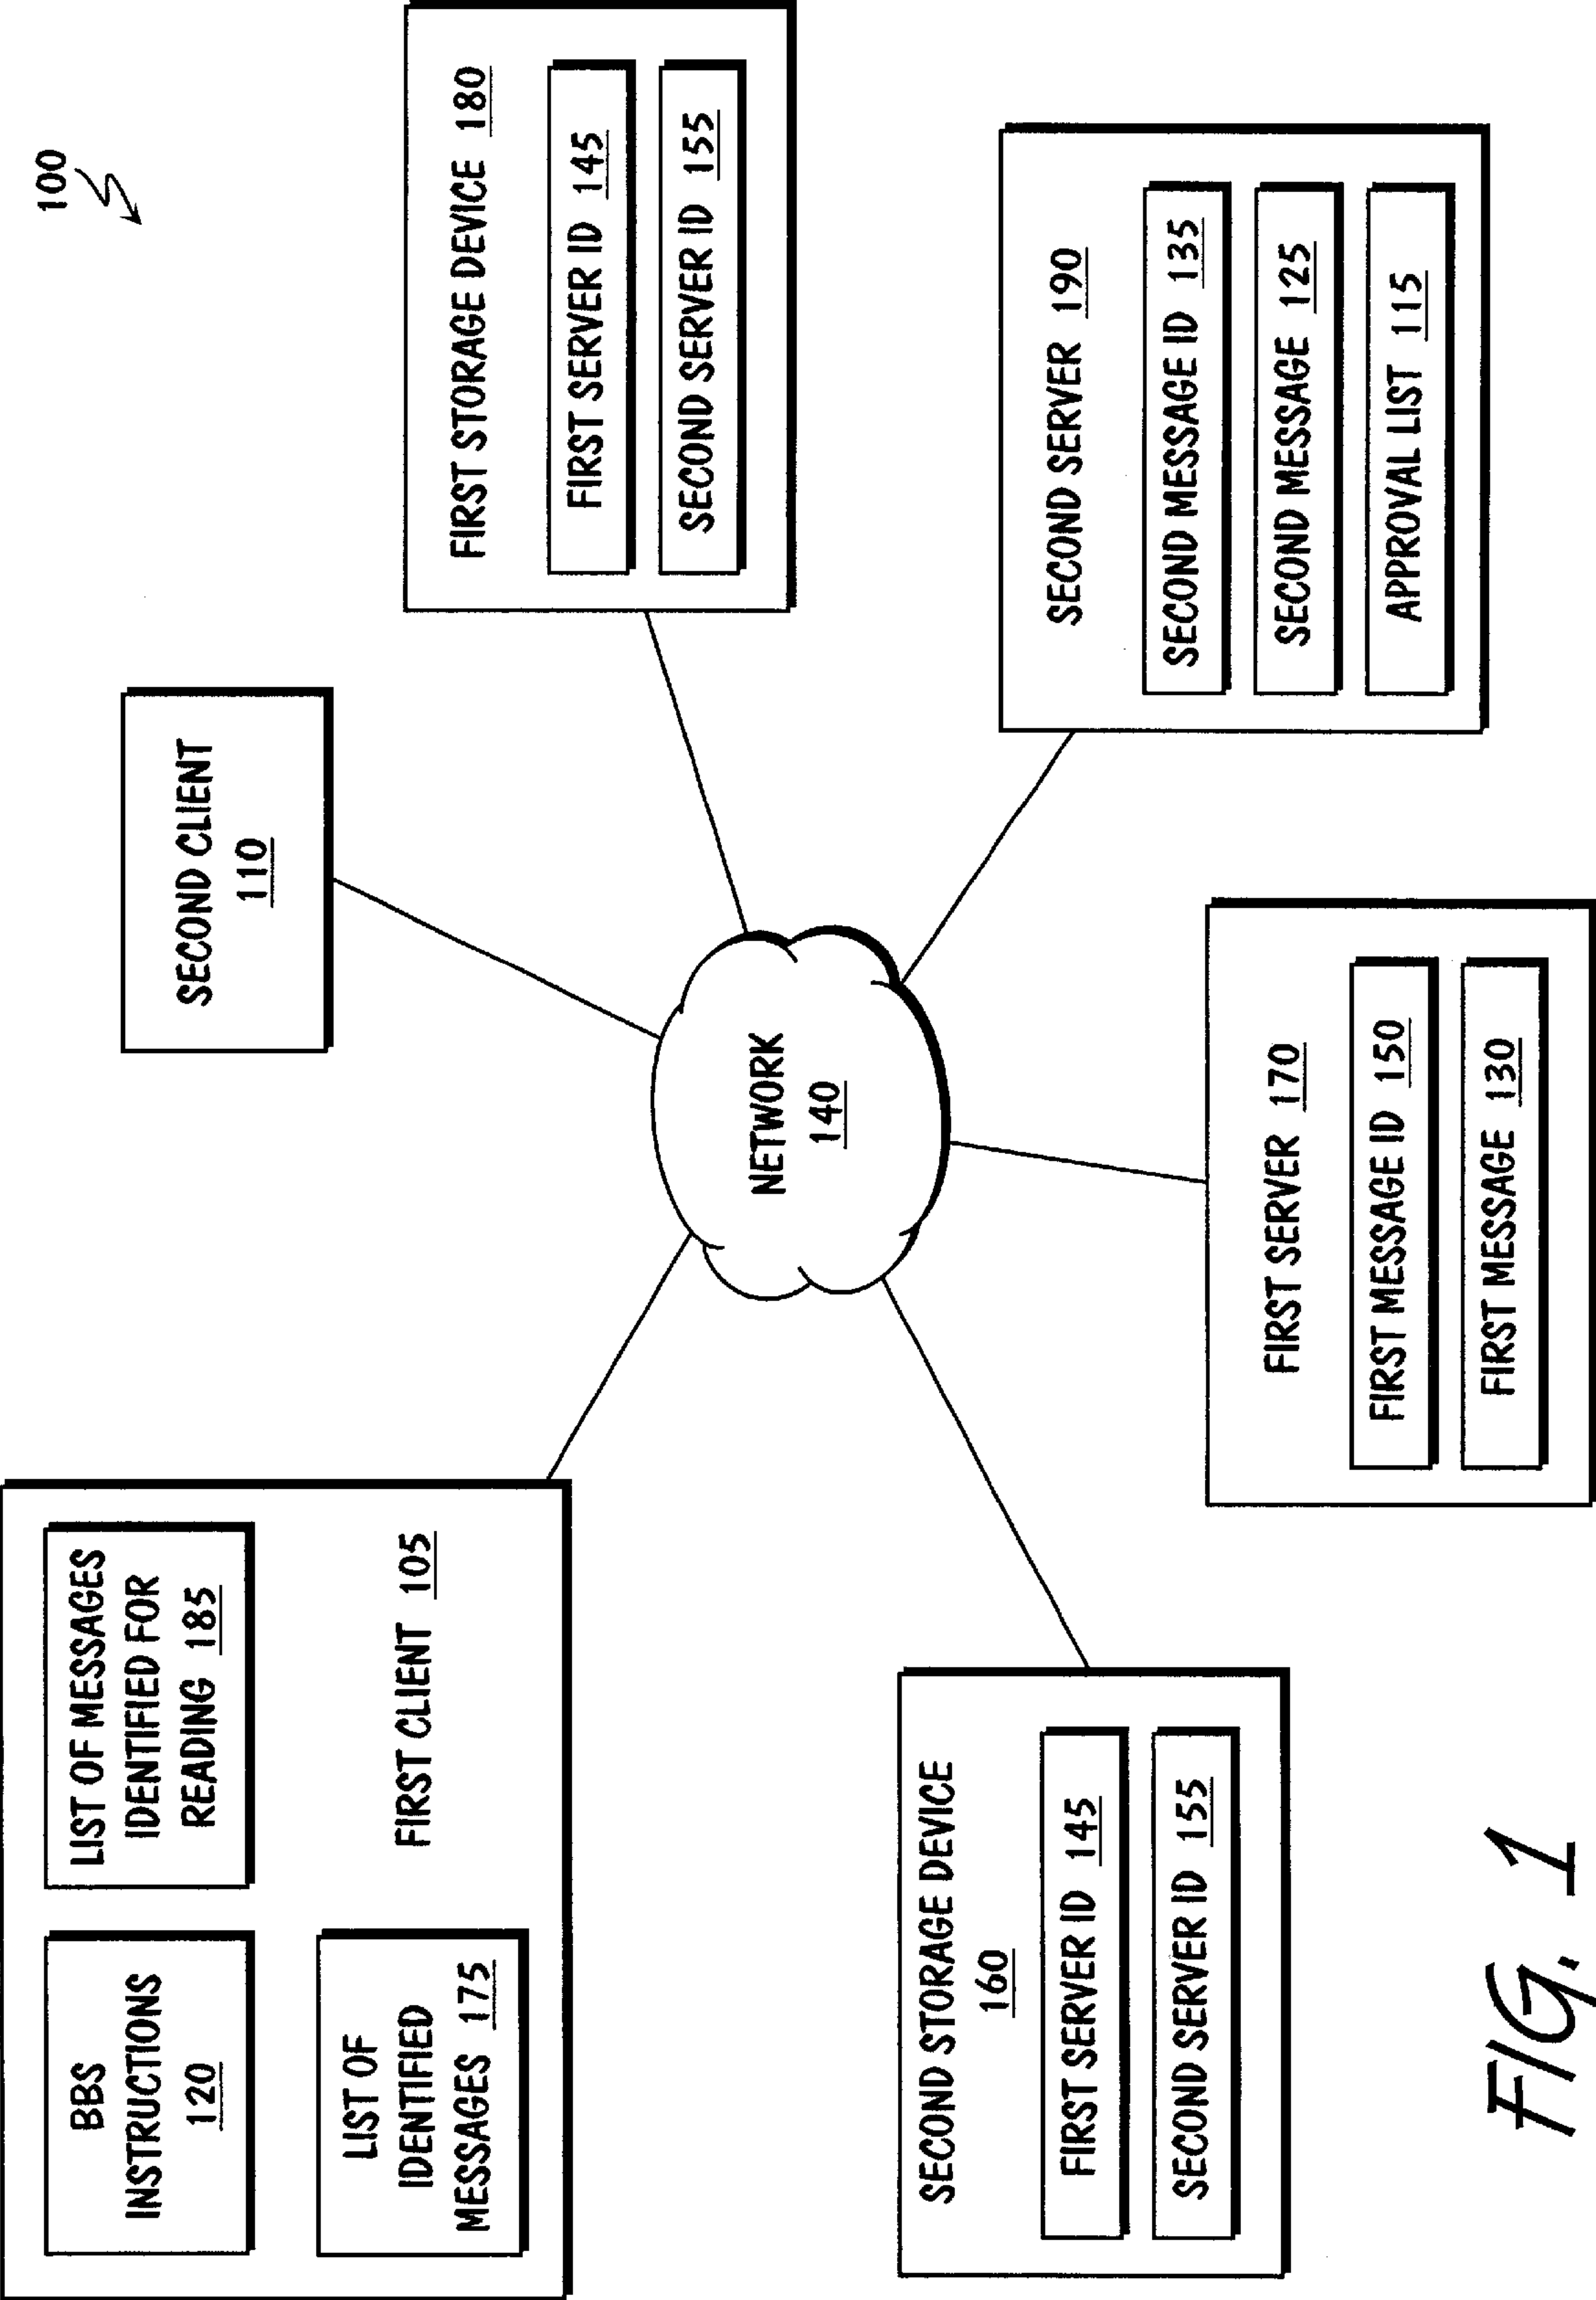 100
BBS
INSTRUCTIONS
120
LIST OF MESSAGES
IDENTIFIED FOR
READING 185
LIST OF
IDENTIFIED
MESSAGES 175
FIRST CLIENT 105
SECOND CLIENT
110
FIRST STORAGE DEVICE 180
FIRST SERVER ID 145
SECOND SERVER ID 155
NETWORK
140
SECOND STORAGE DEVICE
160
FIRST SERVER ID 145
SECOND SERVER ID 155
FIRST SERVER 170
FIRST MESSAGE ID 150
FIRST MESSAGE 130
SECOND SERVER 190
SECOND MESSAGE ID 135
SECOND MESSAGE 125
APPROVAL LIST 115
FIG. 1